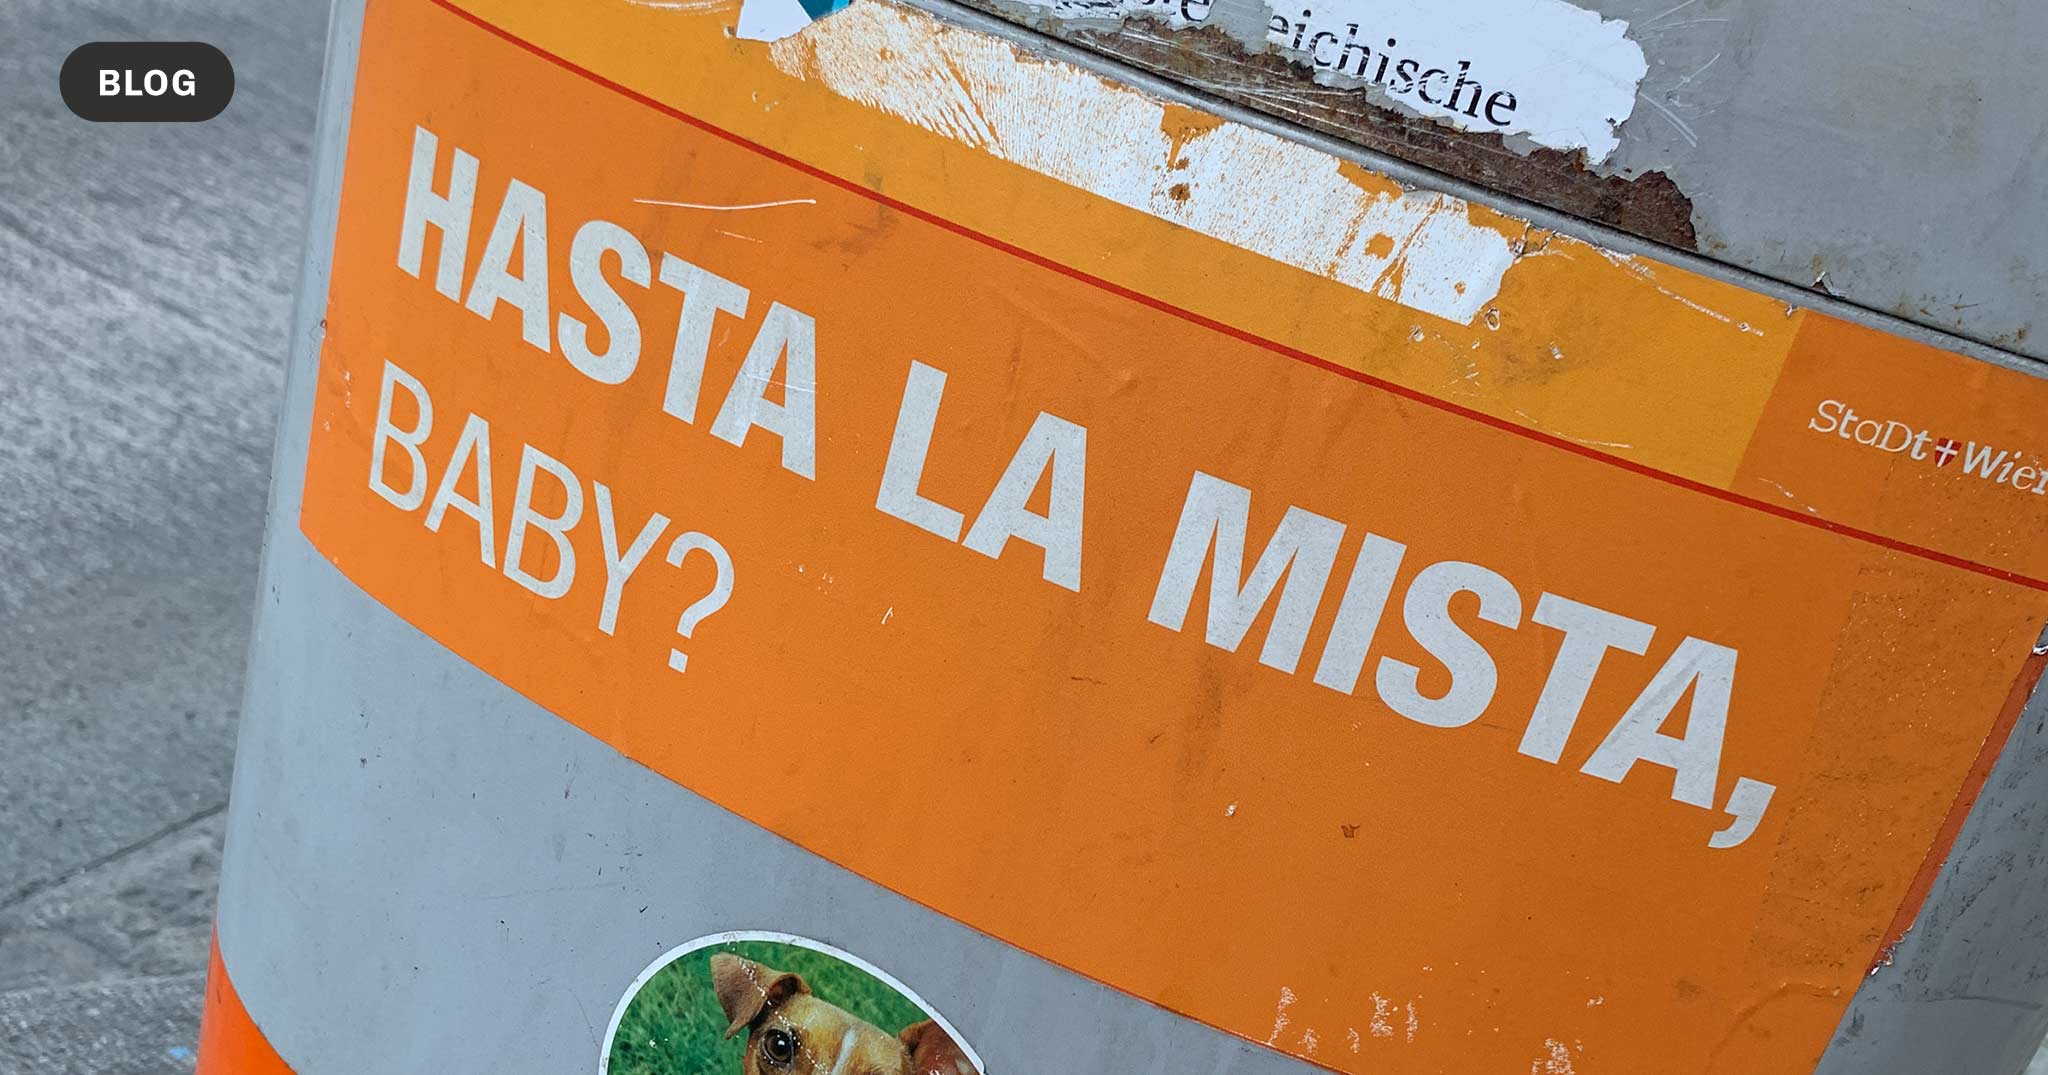 BLOG
eichische
StaDt Wien
HASTA LA MISTA,
BABY?